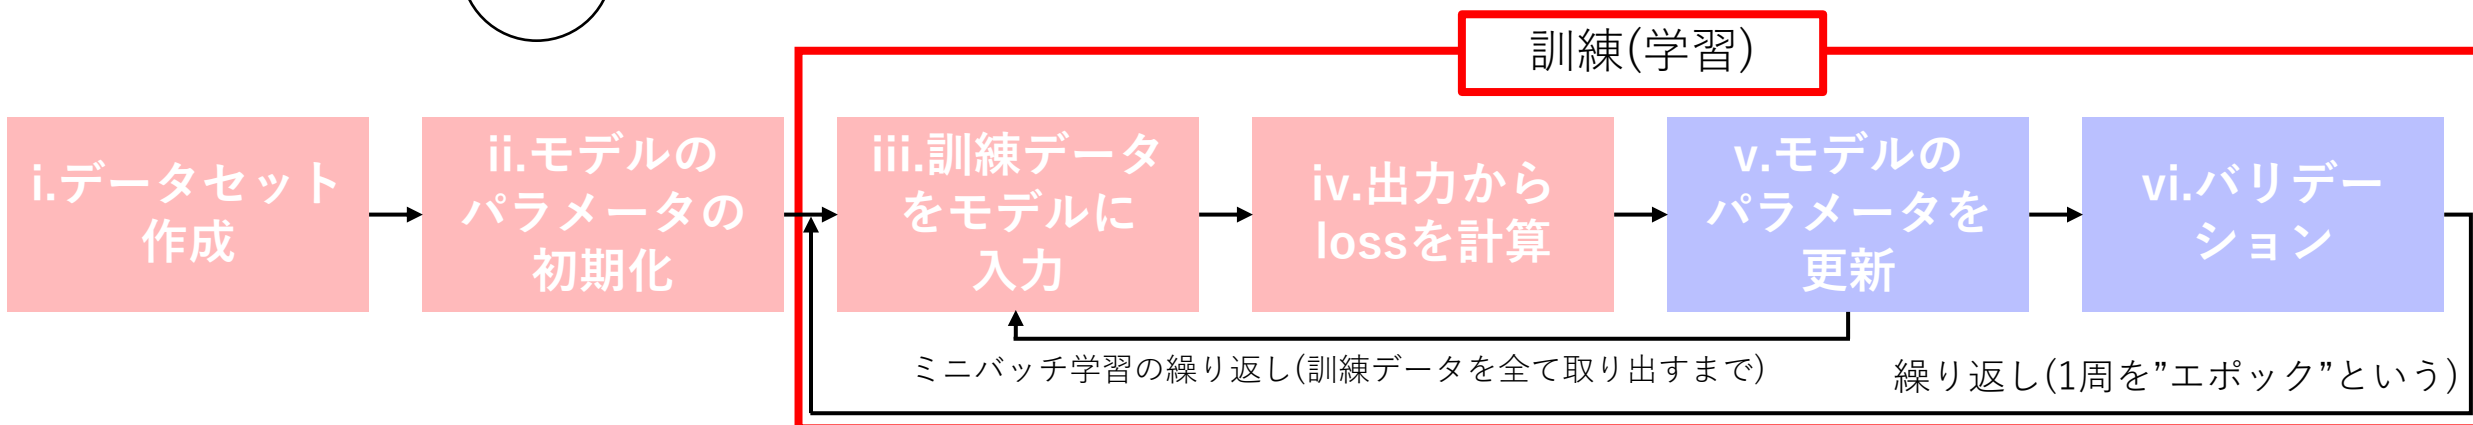 訓練(学習)
i.データセット
作成
ii.モデルの
パラメータの
初期化
iii.訓練データ
をモデルに
入力
iv.出力から
lossを計算
v.モデルの
パラメータを
更新
vi.バリデー
ション
ミニバッチ学習の繰り返し(訓練データを全て取り出すまで)
繰り返し(1周を”エポック”という)